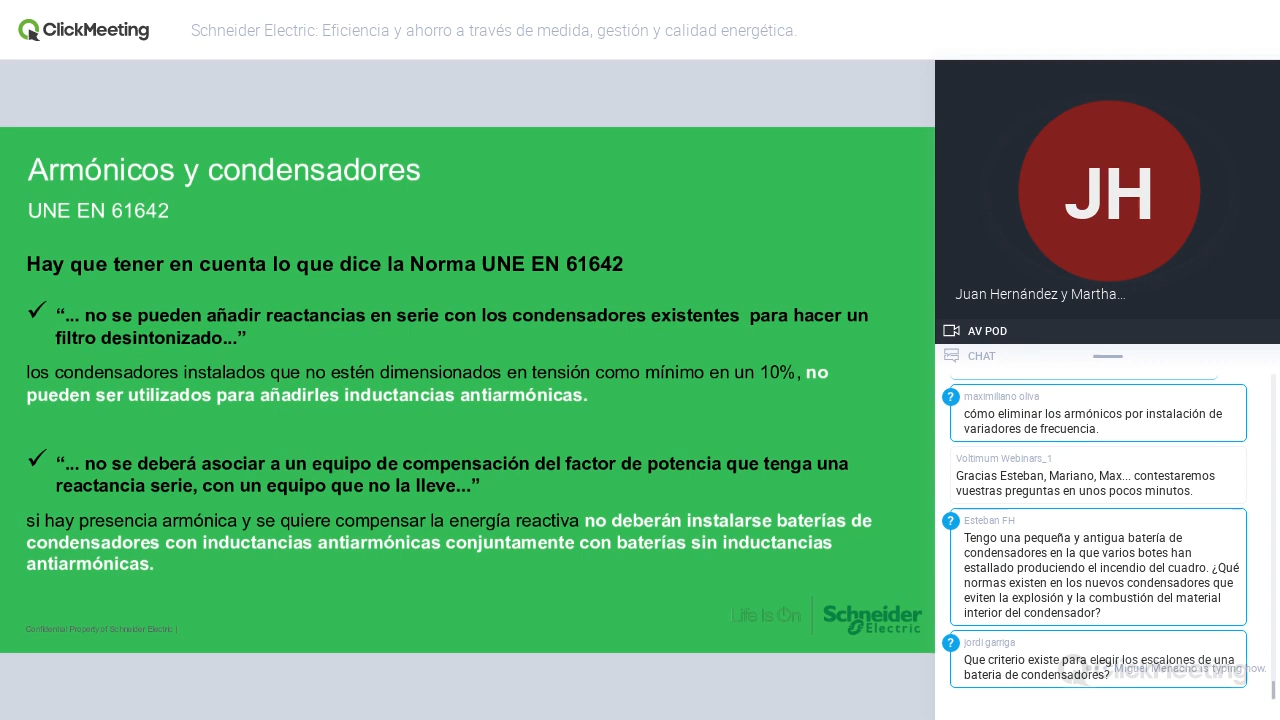 ClickMeeting
Schneider Electric: Eficiencia y ahorro a través de medida, gestión y calidad energética.
Armónicos y condensadores
UNE EN 61642
Hay que tener en cuenta lo que dice la Norma UNE EN 61642
✓ “... no se pueden añadir reactancias en serie con los condensadores existentes para hacer un
filtro desintonizado...”
los condensadores instalados que no estén dimensionados en tensión como mínimo en un 10%, no
pueden ser utilizados para añadirles inductancias antiarmónicas.
✓ “... no se deberá asociar a un equipo de compensación del factor de potencia que tenga una
reactancia serie, con un equipo que no la lleve...”
si hay presencia armónica y se quiere compensar la energía reactiva no deberán instalarse baterías de
condensadores con inductancias antiarmónicas conjuntamente con baterías sin inductancias
antiarmónicas.
Confidential Property of Schneider Electric |
Life Is On
Schneider
Electric
JH
Juan Hernández y Martha...
AV POD
CHAT
?
maximiliano oliva
cómo eliminar los armónicos por instalación de
variadores de frecuencia.
Voltimum Webinars_1
Gracias Esteban, Mariano, Max... contestaremos
vuestras preguntas en unos pocos minutos.
?
Esteban FH
Tengo una pequeña y antigua batería de
condensadores en la que varios botes han
estallado produciendo el incendio del cuadro. ¿Qué
normas existen en los nuevos condensadores que
eviten la explosión y la combustión del material
interior del condensador?
?
jordi garriga
Que criterio existe para elegir los escalones de una
bateria de condensadores?
Miguel Menacho is typing now.
ClickMeeting